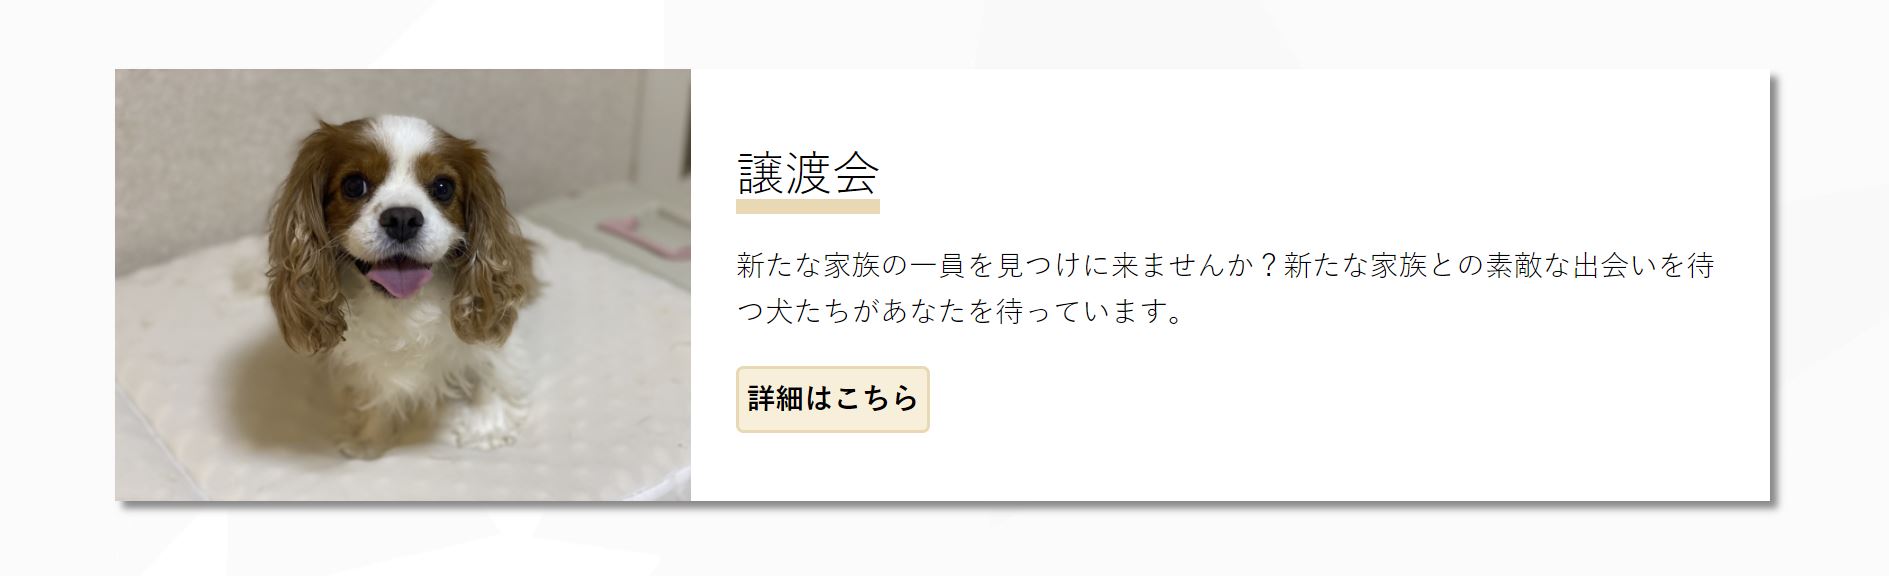 譲渡会
新たな家族の一員を見つけに来ませんか？新たな家族との素敵な出会いを待
つ犬たちがあなたを待っています。
詳細はこちら